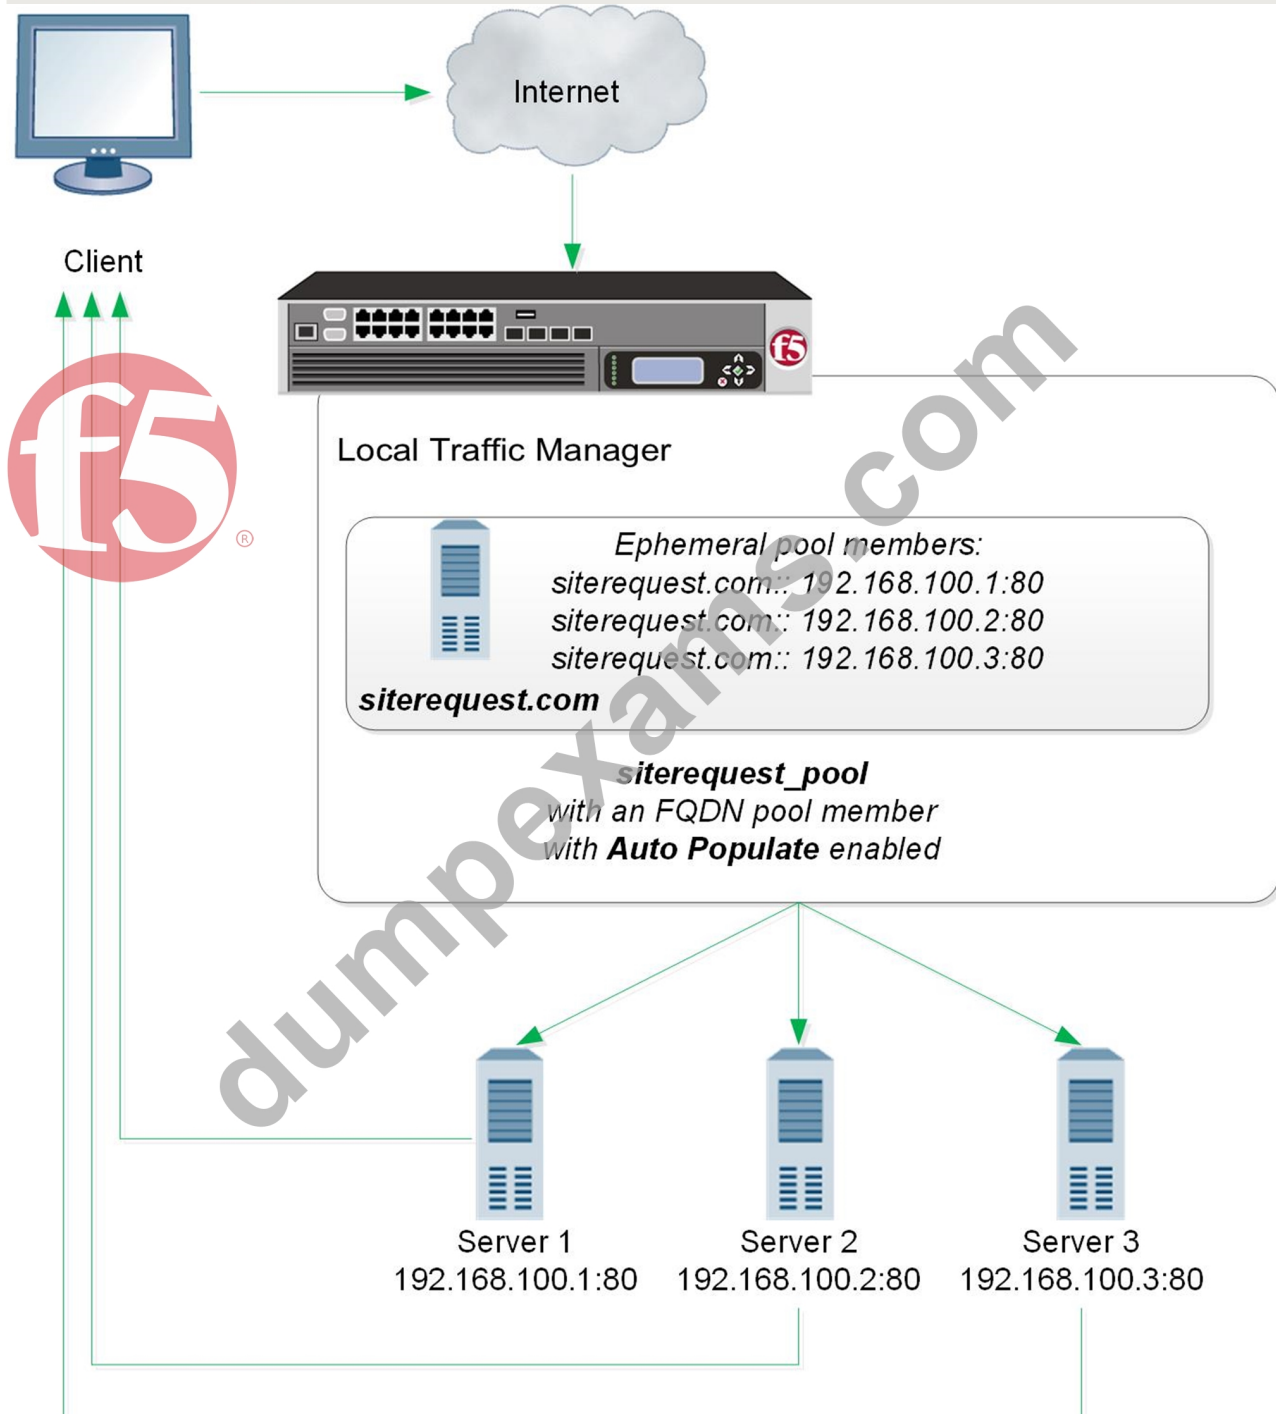 Internet
Client
f5
f5
®
Local Traffic Manager
Ephemeral pool members:
siterequest.com:: 192.168.100.1:80
siterequest.com:: 192.168.100.2:80
siterequest.com:: 192.168.100.3:80
siterequest.com
siterequest_pool
with an FQDN pool member
with Auto Populate enabled
dumpexams.com
Server 1
192.168.100.1:80
Server 2
192.168.100.2:80
Server 3
192.168.100.3:80